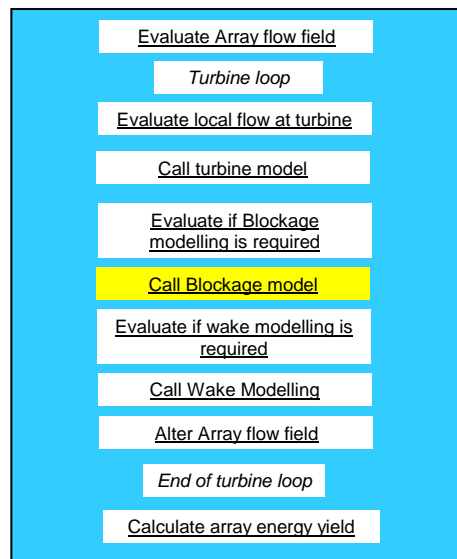 Evaluate Array flow field
Turbine loop
Evaluate local flow at turbine
Call turbine model
Evaluate if Blockage
modelling is required
Call Blockage model
Evaluate if wake modelling is
required
Call Wake Modelling
Alter Array flow field
End of turbine loop
Calculate array energy yield